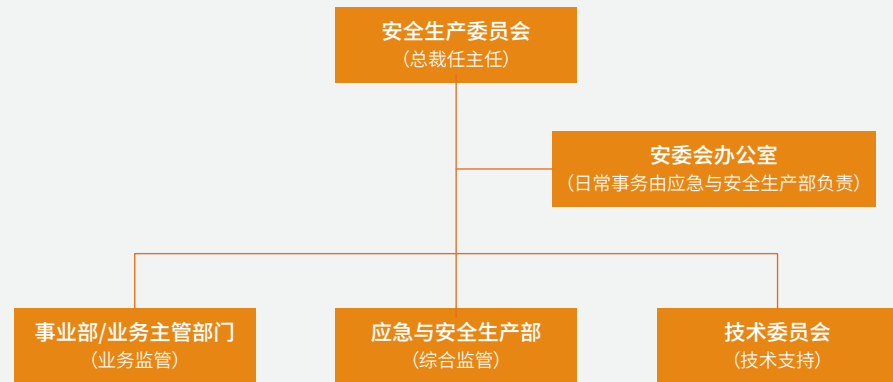 安全生产委员会
（总裁任主任）
安委会办公室
（日常事务由应急与安全生产部负责）
事业部/业务主管部门
（业务监管）
应急与安全生产部
（综合监管）
技术委员会
（技术支持）